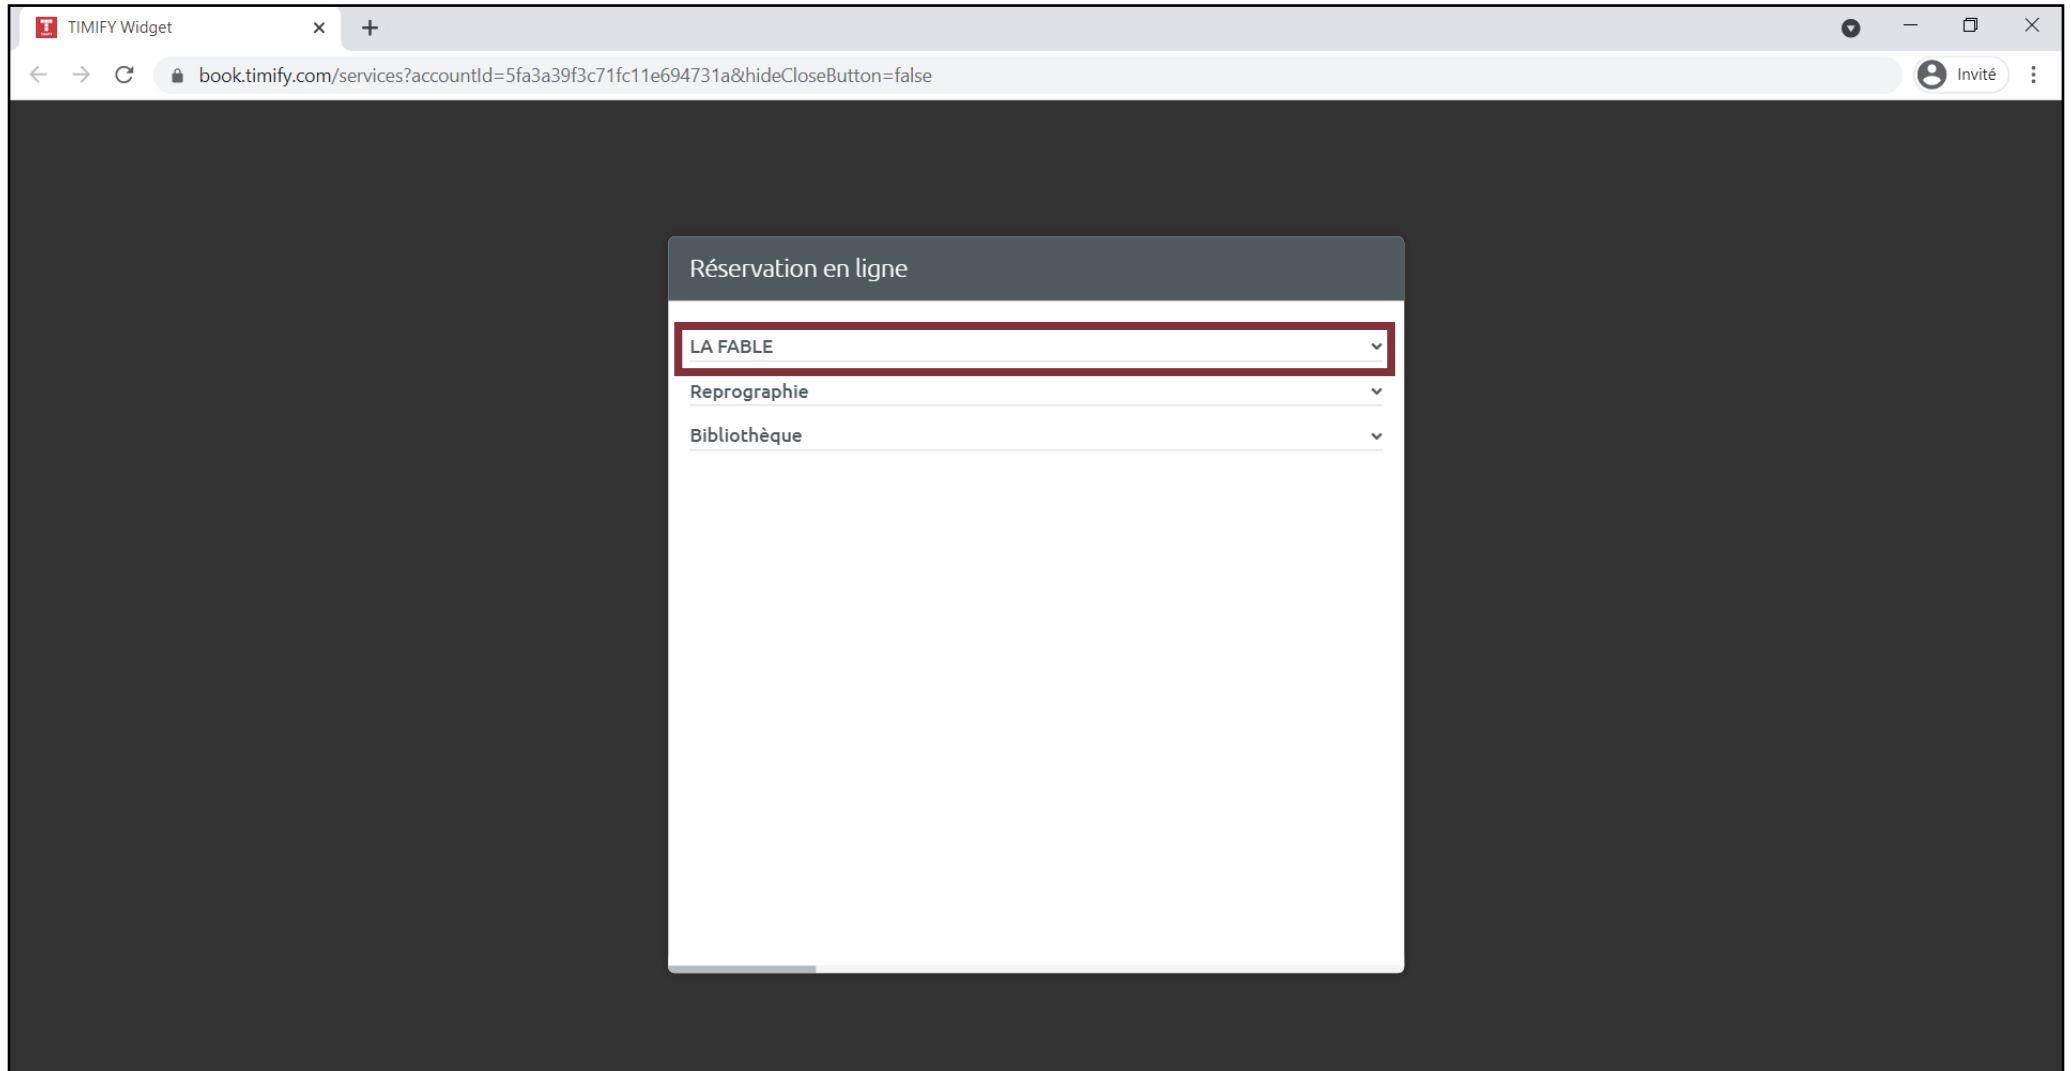 TIMIFY Widget
book.timify.com/services?accountId=5fa3a39f3c71fc11e694731a&hideCloseButton=false
Invité
Réservation en ligne
LA FABLE
Reprographie
Bibliothèque